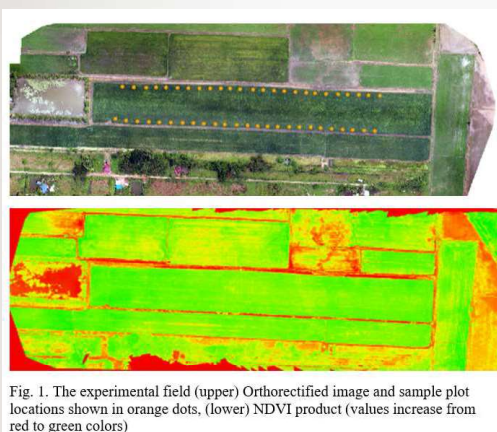 Fig. 1. The experimental field (upper) Orthorectified image and sample plot
locations shown in orange dots, (lower) NDVI product (values increase from
red to green colors)